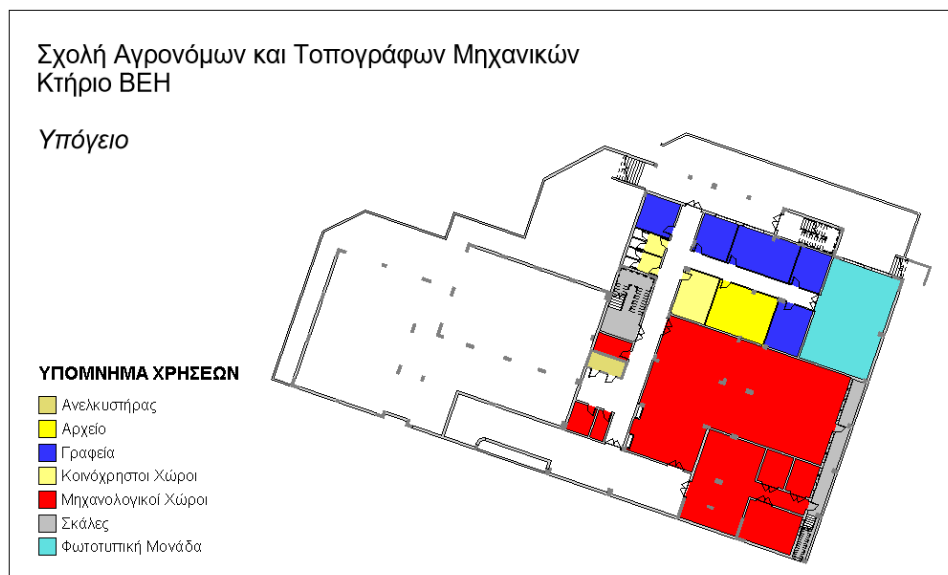 Σχολή Αγρονόμων και Τοπογράφων Μηχανικών
Κτήριο ΒΕΗ
Υπόγειο
ΥΠΟΜΝΗΜΑ ΧΡΗΣΕΩΝ
Ανελκυστήρας
Αρχείο
Γραφεία
Κοινόχρηστοι Χώροι
Μηχανολογικοί Χώροι
Σκάλες
Φωτοτυπική Μονάδα